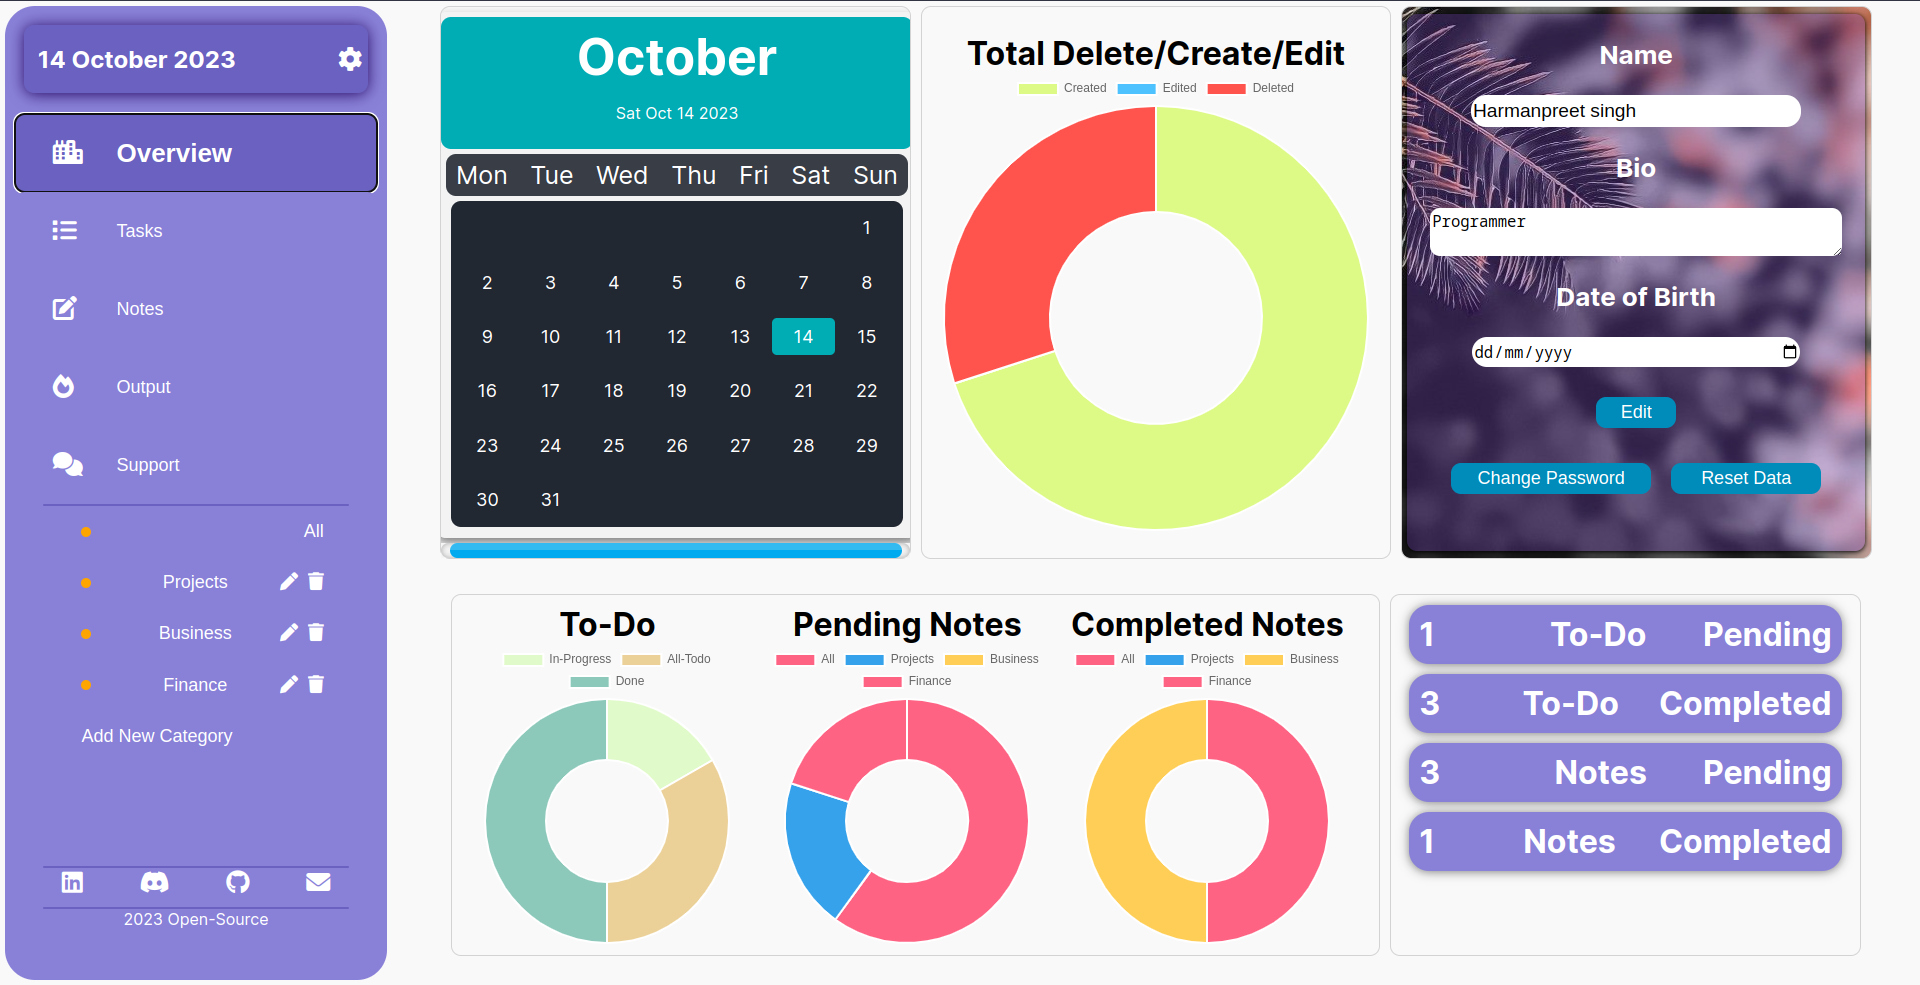 14 October 2023
Overview
Tasks
Notes
Output
Support
All
Projects
Business
Finance
Add New Category
2023 Open-Source
October
Sat Oct 14 2023
Mon Tue Wed Thu Fri Sat Sun
1
2 3 4 5 6 7 8
9 10 11 12 13 14 15
16 17 18 19 20 21 22
23 24 25 26 27 28 29
30 31
Total Delete/Create/Edit
Created Edited Deleted
Name
Harmanpreet singh
Bio
Programmer
Date of Birth
dd/mm/yyyy
Edit
Change Password Reset Data
To-Do
In-Progress All-Todo
Done
Pending Notes
All Projects Business
Finance
Completed Notes
All Projects Business
Finance
1 To-Do Pending
3 To-Do Completed
3 Notes Pending
1 Notes Completed